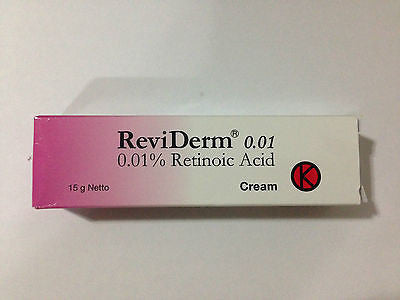 ReviDerm® 0.01
0.01% Retinoic Acid
15 g Netto
Cream
K